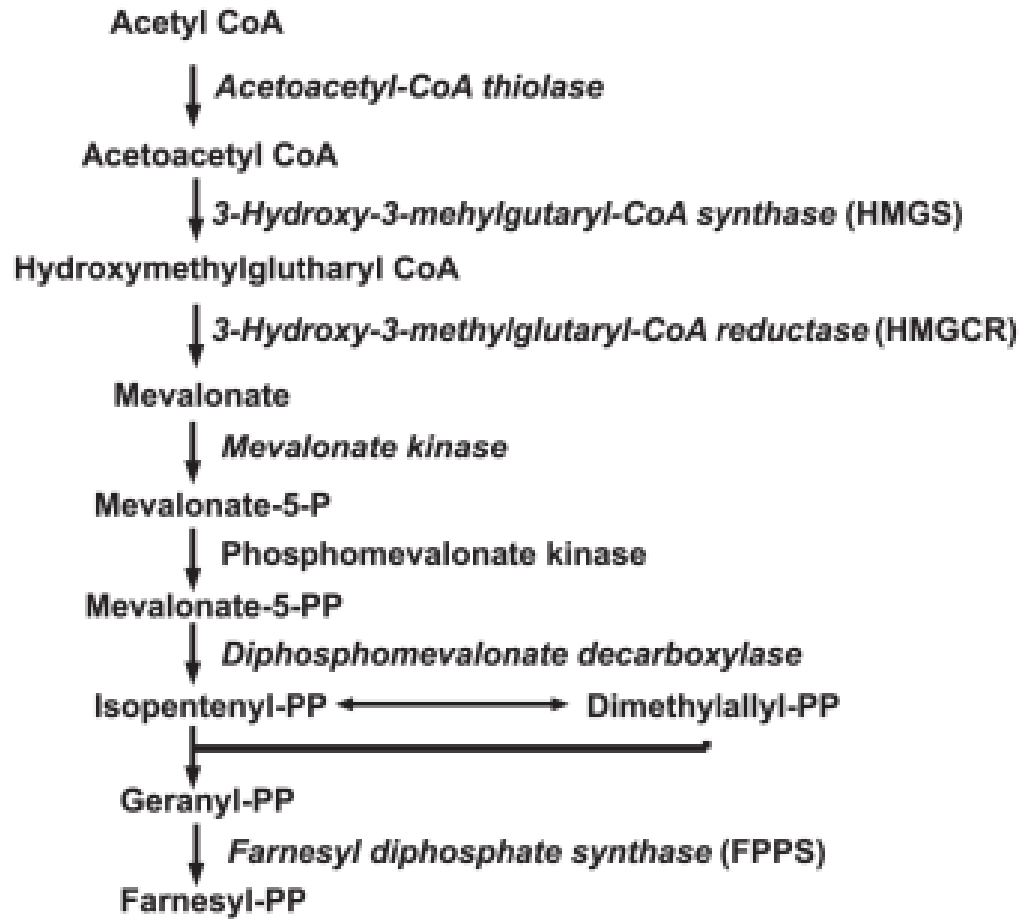 Acetyl CoA
Acetoacetyl-CoA thiolase
Acetoacetyl CoA
3-Hydroxy-3-mehylgutaryl-CoA synthase (HMGS)
Hydroxymethylglutharyl CoA
3-Hydroxy-3-methylglutaryl-CoA reductase (HMGCR)
Mevalonate
Mevalonate kinase
Mevalonate-5-P
Phosphomevalonate kinase
Mevalonate-5-PP
Diphosphomevalonate decarboxylase
Isopentenyl-PP Dimethylallyl-PP
Geranyl-PP
Farnesyl diphosphate synthase (FPPS)
Farnesyl-PP